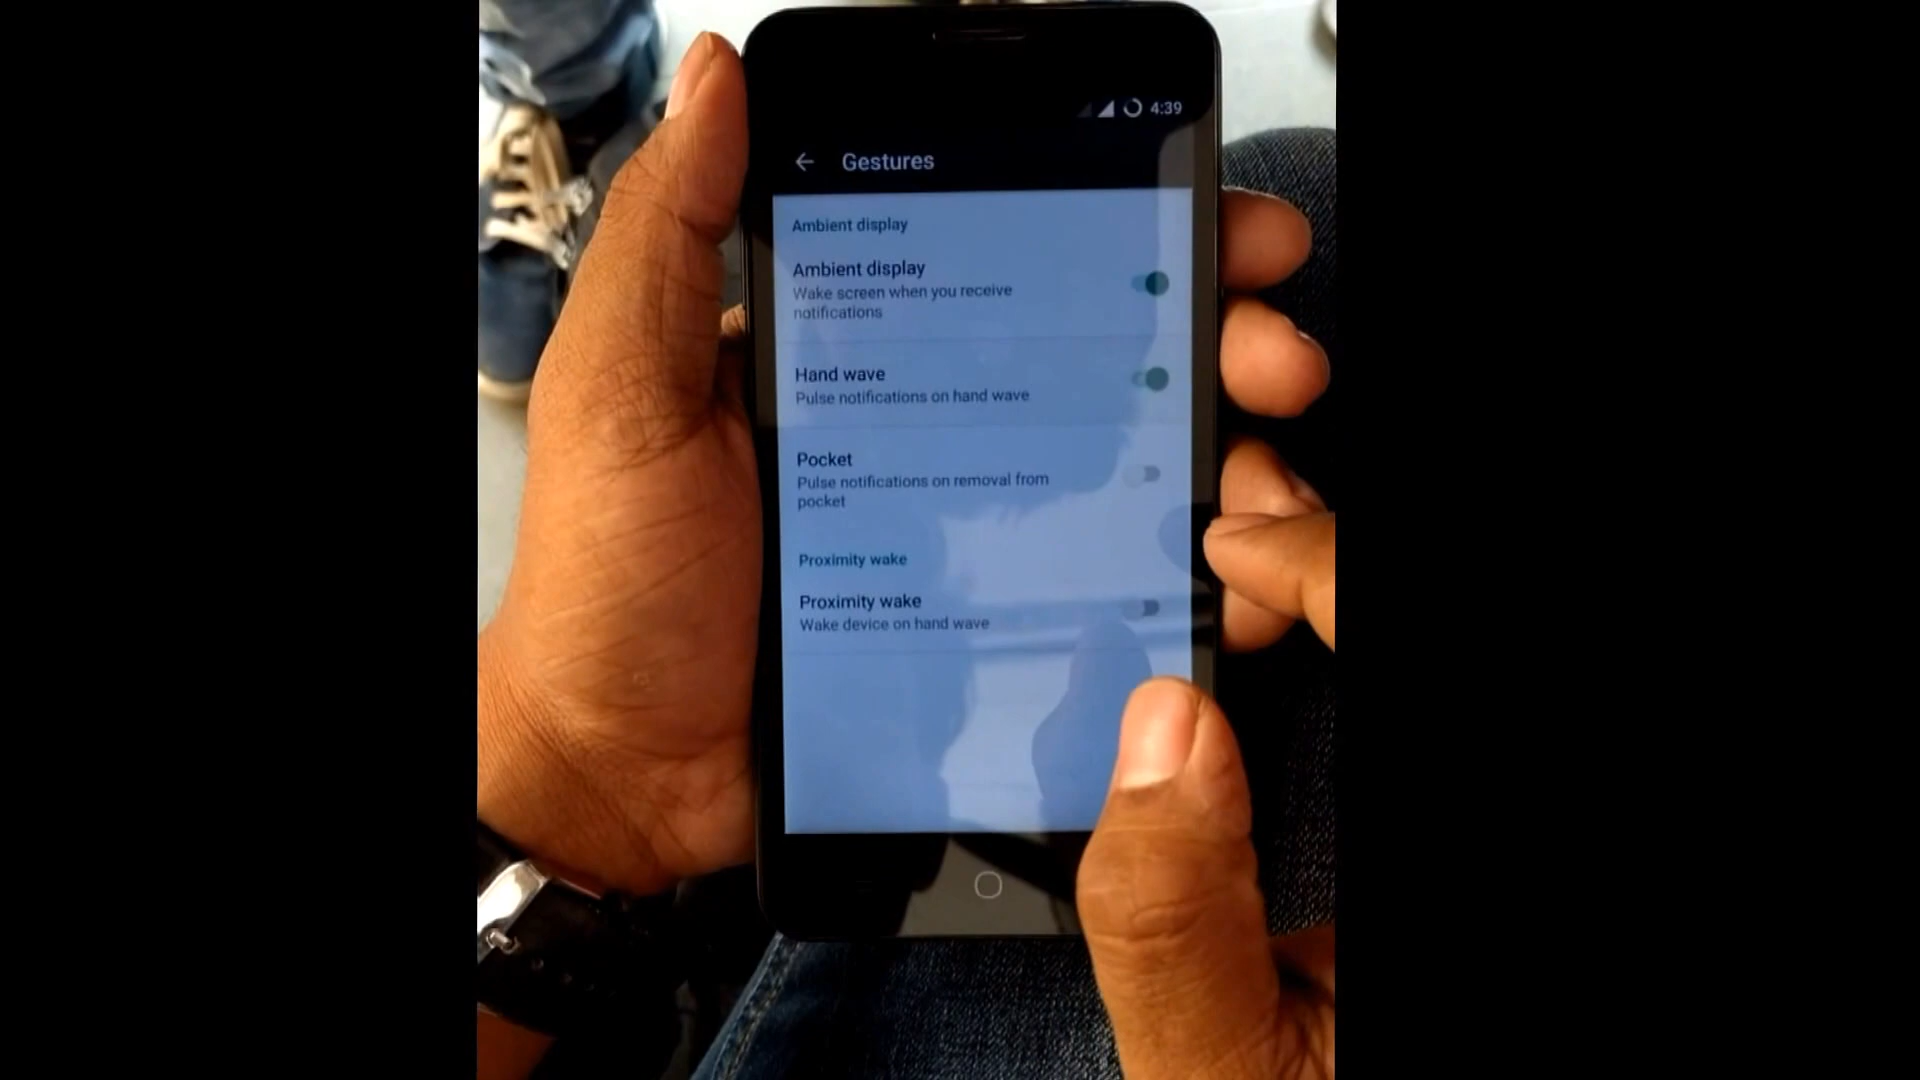 4:39
Gestures
Ambient display
Ambient display
Wake screen when you receive
notifications
Hand wave
Pulse notifications on hand wave
Pocket
Pulse notifications on removal from
pocket
Proximity wake
Proximity wake
Wake device on hand wave